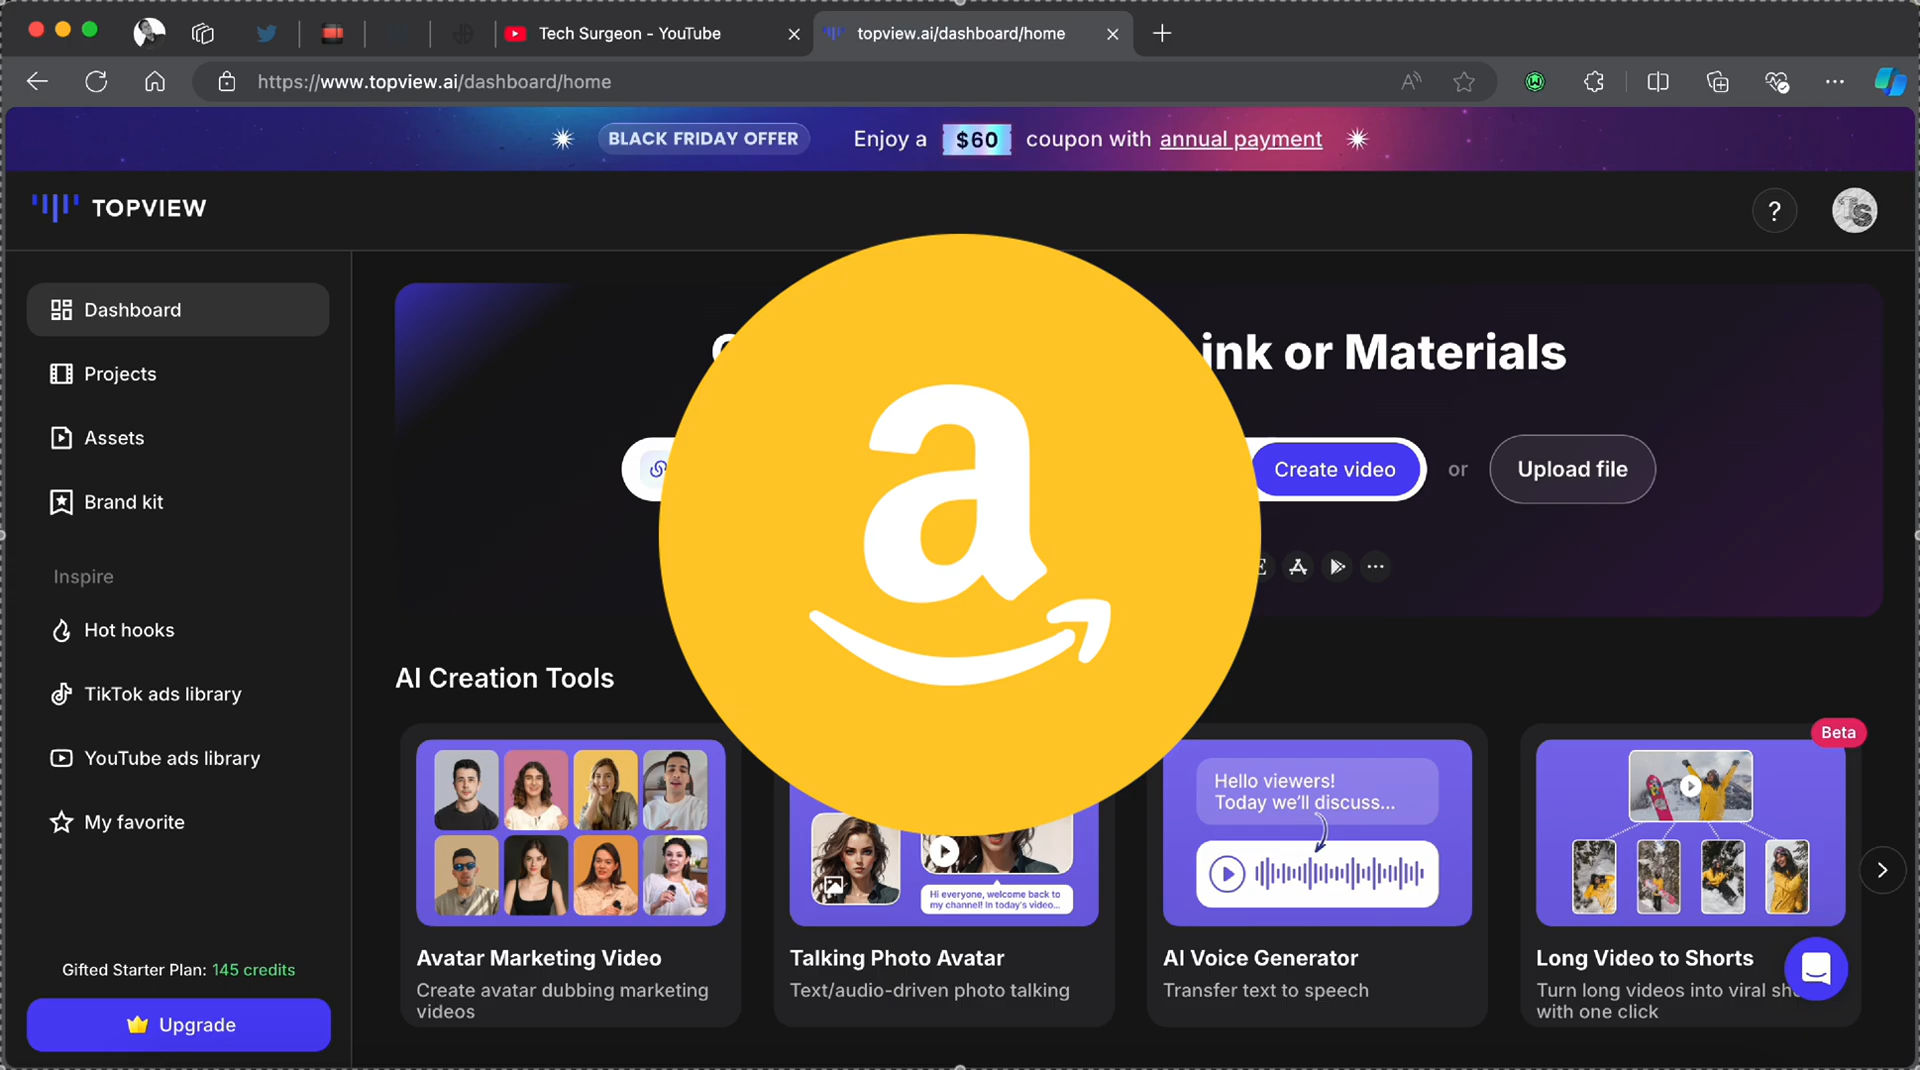 Tech Surgeon - YouTube
topview.ai/dashboard/home
https://www.topview.ai/dashboard/home
BLACK FRIDAY OFFER Enjoy a $60 coupon with annual payment
TOPVIEW
?
TS
Dashboard
Projects
Assets
Brand kit
Inspire
Hot hooks
TikTok ads library
YouTube ads library
My favorite
Gifted Starter Plan: 145 credits
Upgrade
ink or Materials
Create video or Upload file
a
AI Creation Tools
Avatar Marketing Video
Create avatar dubbing marketing
videos
Hi everyone, welcome back to
my channel! In today's video...
Talking Photo Avatar
Text/audio-driven photo talking
Hello viewers!
Today we'll discuss...
AI Voice Generator
Transfer text to speech
Beta
Long Video to Shorts
Turn long videos into viral sh
with one click